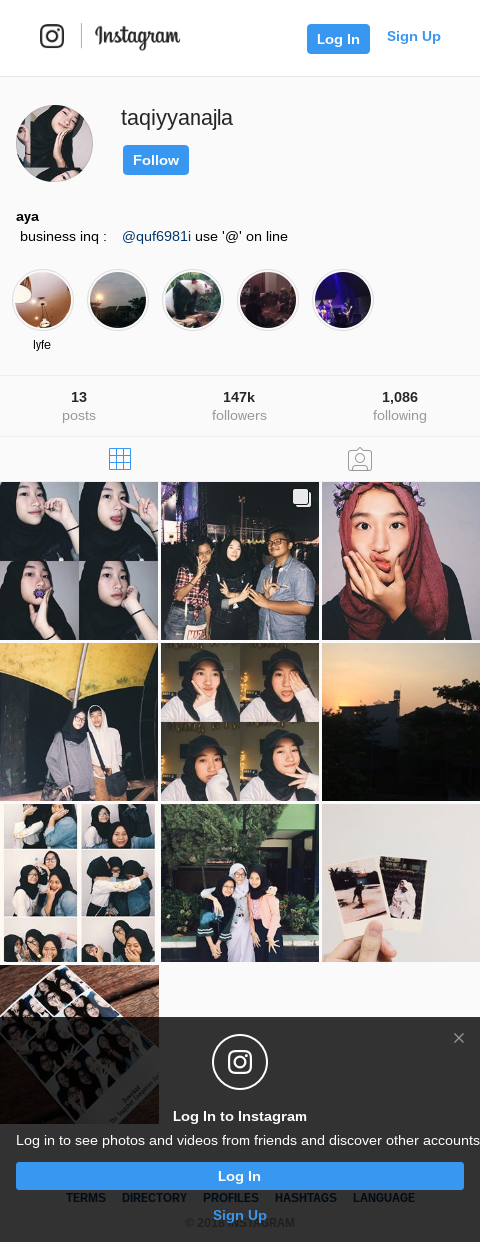 Instagram
Log In
Sign Up
taqiyyanajla
Follow
aya
business inq : @quf6981i use '@' on line
lyfe
13
posts
147k
followers
1,086
following
Log In to Instagram
Log in to see photos and videos from friends and discover other accounts
Log In
TERMS DIRECTORY PROFILES HASHTAGS LANGUAGE
Sign Up